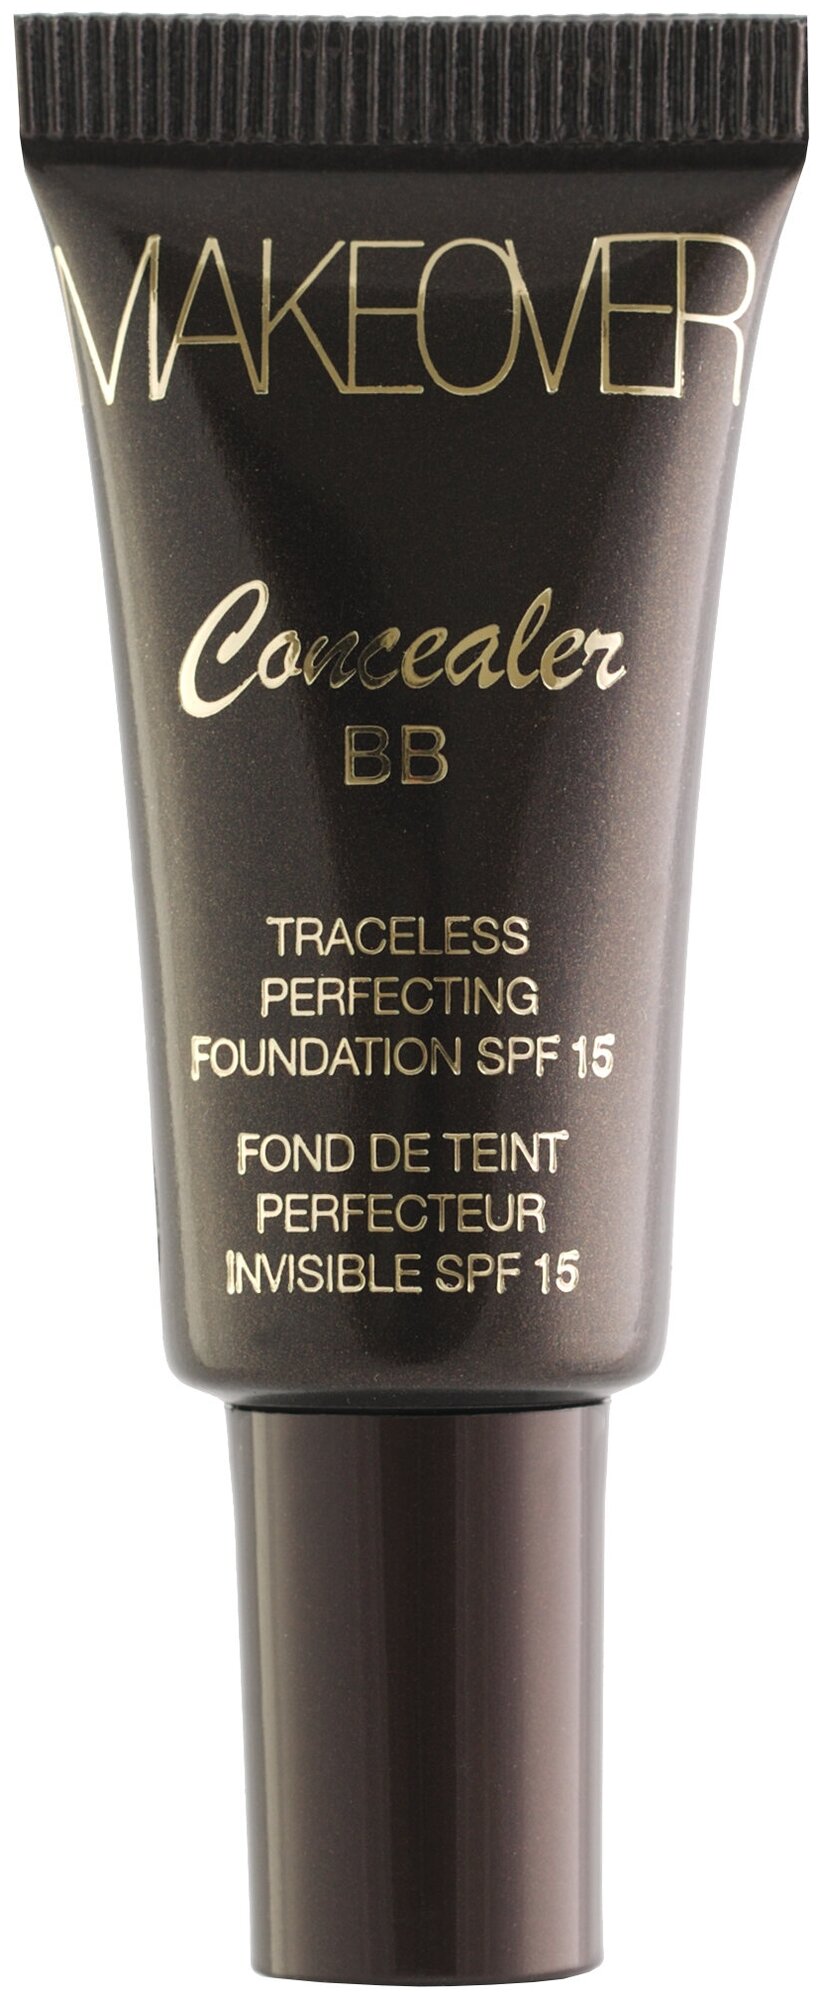 MAKEOVER
Concealer
BB
TRACELESS
PERFECTING
FOUNDATION SPF 15
FOND DE TEINT
PERFECTEUR
INVISIBLE SPF 15